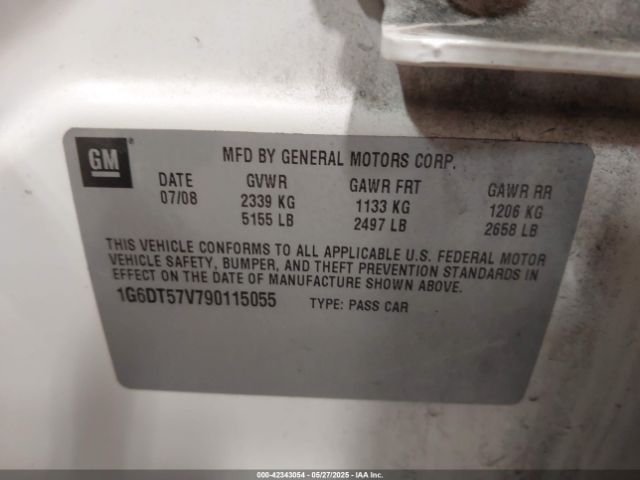 GM
MFD BY GENERAL MOTORS CORP.
DATE GVWR GAWR FRT GAWR RR
07/08 2339 KG 1133 KG 1206 KG
5155 LB 2497 LB 2658 LB
THIS VEHICLE CONFORMS TO ALL APPLICABLE U.S. FEDERAL MOTOR
VEHICLE SAFETY, BUMPER, AND THEFT PREVENTION STANDARDS IN
EFFECT ON THE DATE OF MANUFACTURE SHOWN ABOVE.
1G6DT57V790115055 TYPE: PASS CAR
000-42343054 - 05/27/2025 - IAA Inc.